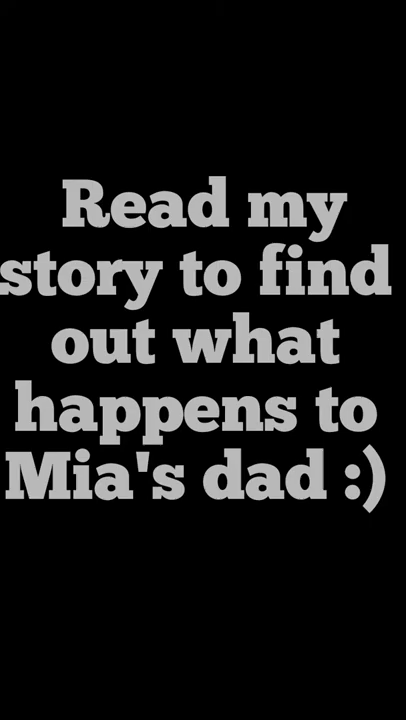 Read my
story to find
out what
happens to
Mia's dad :)